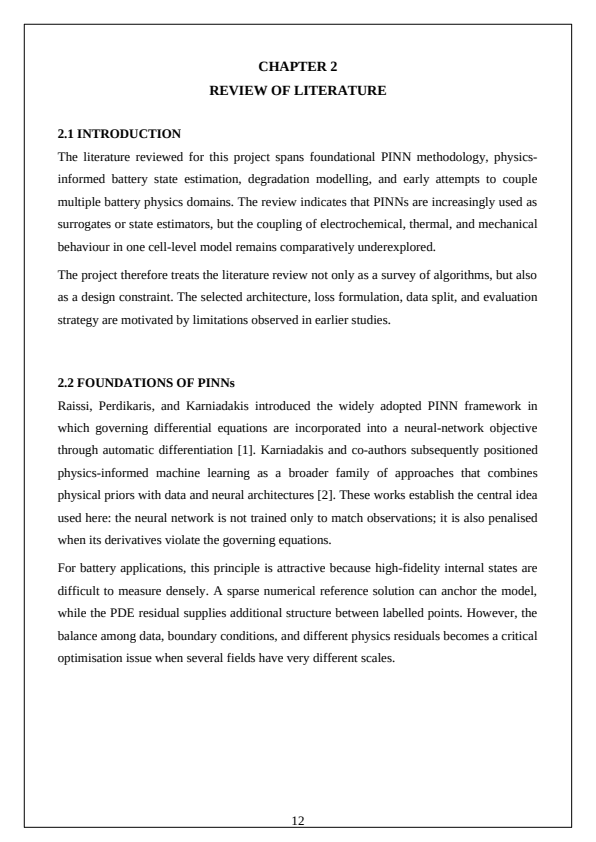 CHAPTER 2
REVIEW OF LITERATURE
2.1 INTRODUCTION
The literature reviewed for this project spans foundational PINN methodology, physics-
informed battery state estimation, degradation modelling, and early attempts to couple
multiple battery physics domains. The review indicates that PINNs are increasingly used as
surrogates or state estimators, but the coupling of electrochemical, thermal, and mechanical
behaviour in one cell-level model remains comparatively underexplored.
The project therefore treats the literature review not only as a survey of algorithms, but also
as a design constraint. The selected architecture, loss formulation, data split, and evaluation
strategy are motivated by limitations observed in earlier studies.
2.2 FOUNDATIONS OF PINNs
Raissi, Perdikaris, and Karniadakis introduced the widely adopted PINN framework in
which governing differential equations are incorporated into a neural-network objective
through automatic differentiation [1]. Karniadakis and co-authors subsequently positioned
physics-informed machine learning as a broader family of approaches that combines
physical priors with data and neural architectures [2]. These works establish the central idea
used here: the neural network is not trained only to match observations; it is also penalised
when its derivatives violate the governing equations.
For battery applications, this principle is attractive because high-fidelity internal states are
difficult to measure densely. A sparse numerical reference solution can anchor the model,
while the PDE residual supplies additional structure between labelled points. However, the
balance among data, boundary conditions, and different physics residuals becomes a critical
optimisation issue when several fields have very different scales.
12